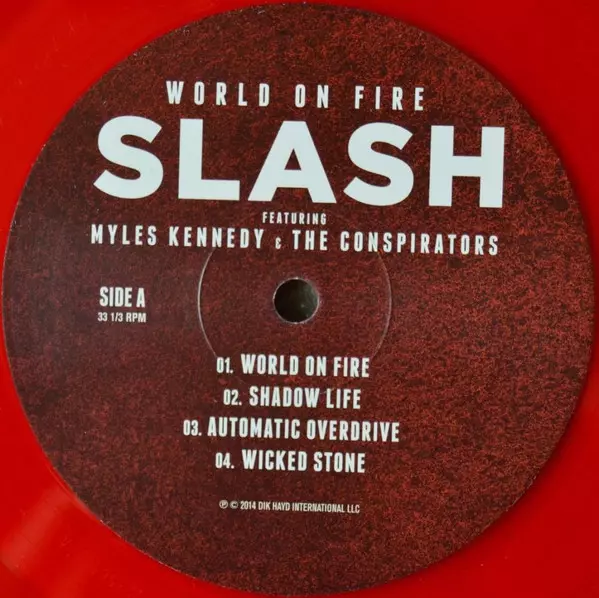 WORLD ON FIRE
SLASH
FEATURING
MYLES KENNEDY & THE CONSPIRATORS
SIDE A
33 1/3 RPM
01. WORLD ON FIRE
02. SHADOW LIFE
03. AUTOMATIC OVERDRIVE
04. WICKED STONE
℗ © 2014 DIK HAYD INTERNATIONAL LLC